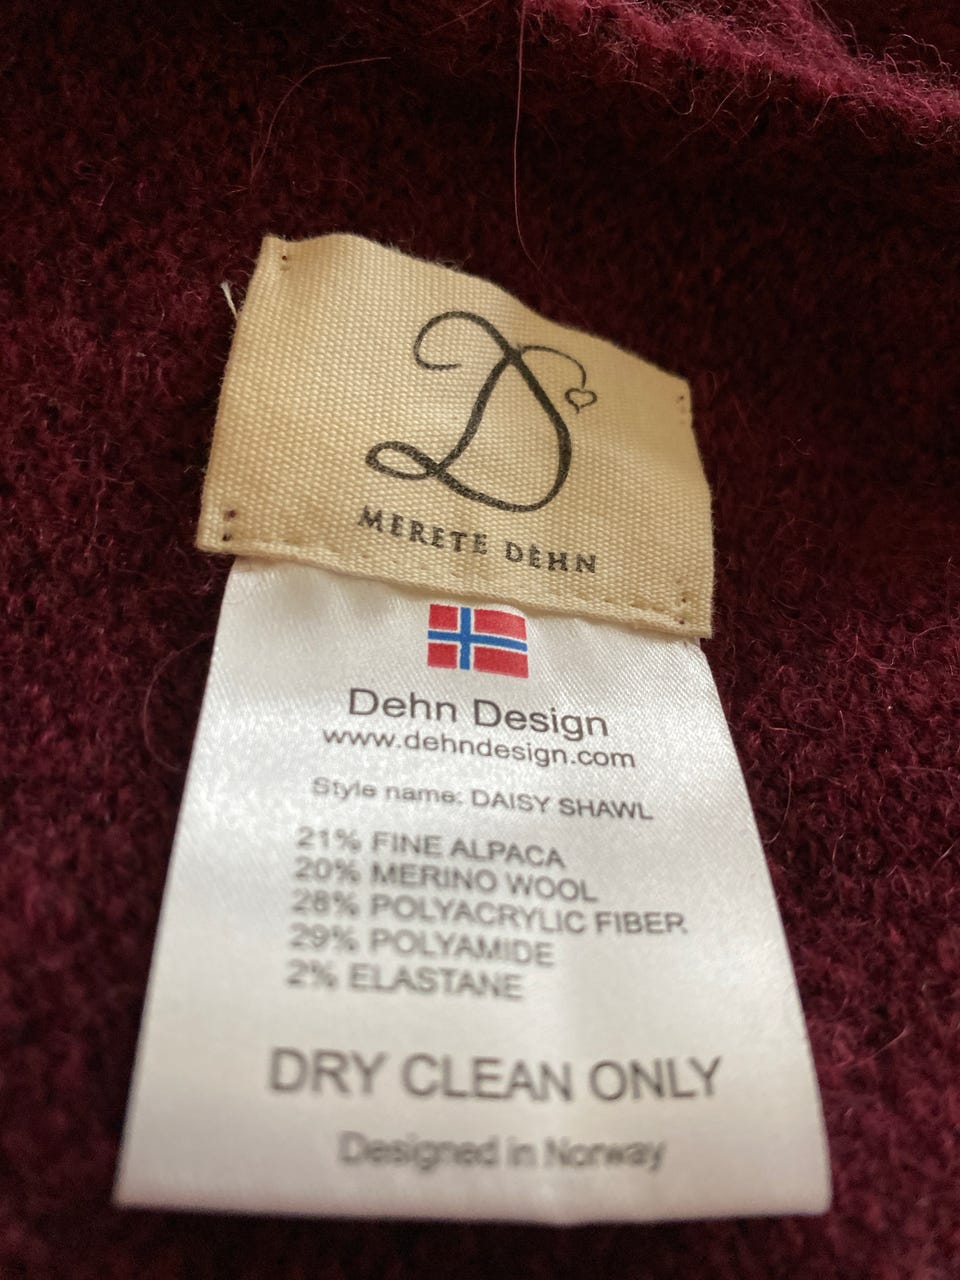 D
MERETE DEHN
Dehn Design
www.dehndesign.com
Style name: DAISY SHAWL
21% FINE ALPACA
20% MERINO WOOL
28% POLYACRYLIC FIBER
29% POLYAMIDE
2% ELASTANE
DRY CLEAN ONLY
Designed in Norway